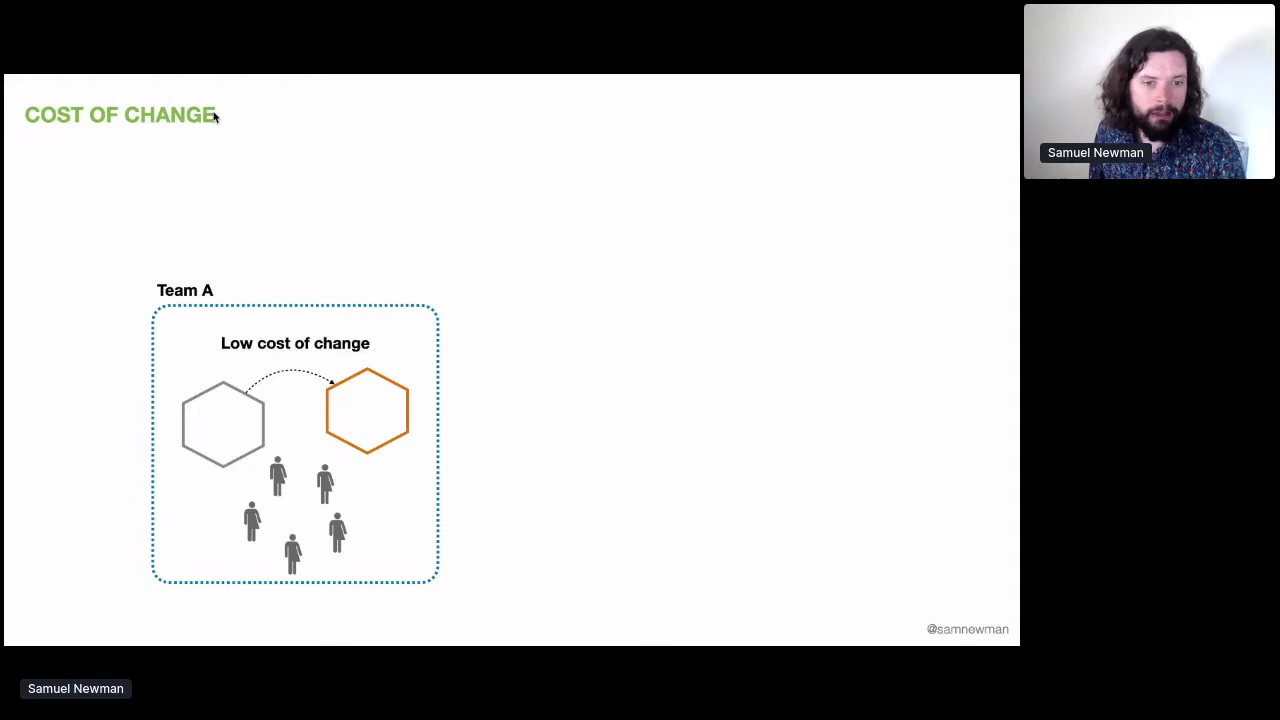 COST OF CHANGE
Samuel Newman
Team A
Low cost of change
@samnewman
Samuel Newman